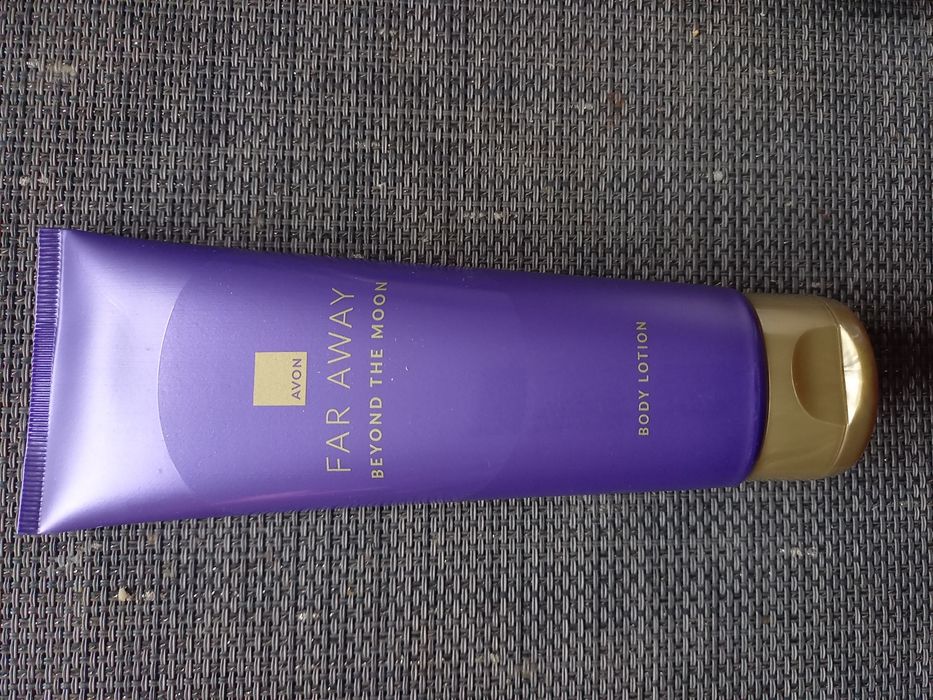 AVON
FAR AWAY
BEYOND THE MOON
BODY LOTION